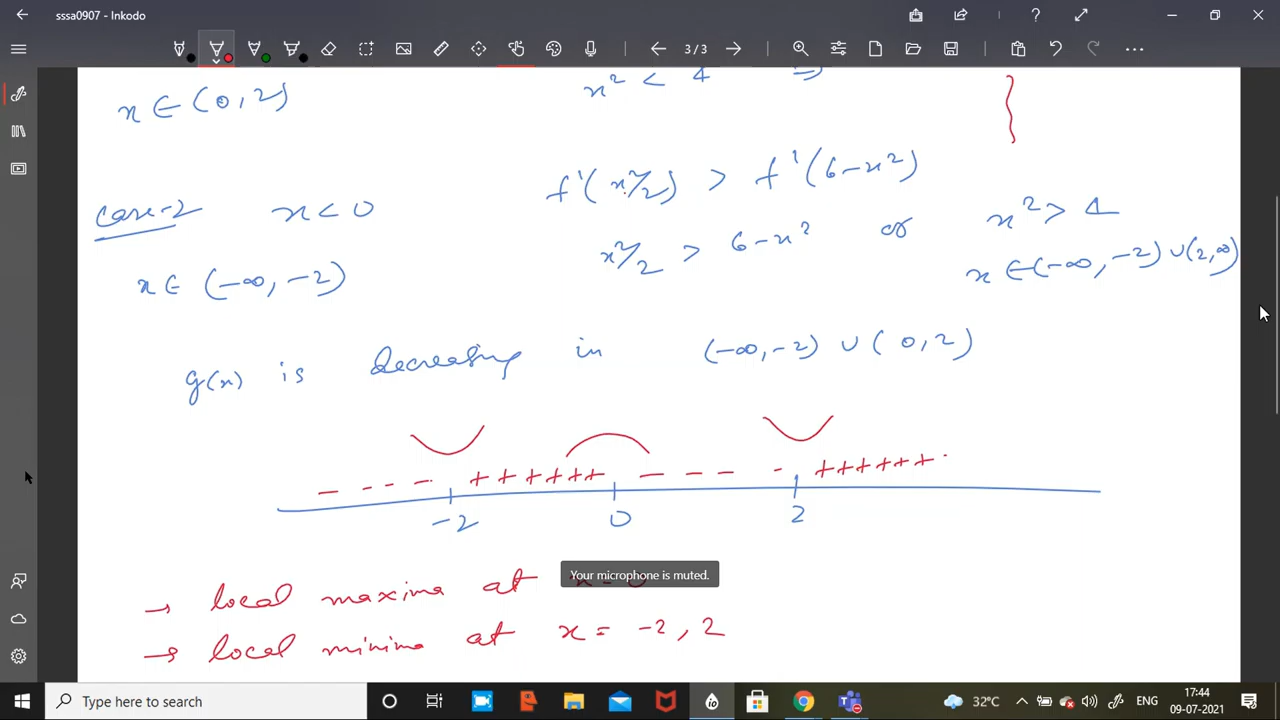 sssa0907 - Inkodo
3/3
x ∈ (0, 2)
x² < 4
f'(x²/2) > f'(6-x²)
Case-2 x < 0
x²/2 > 6-x² or x² > 4
x ∈ (-∞, -2) x ∈ (-∞, -2) ∪ (2, ∞)
g(x) is decreasing in (-∞, -2) ∪ (0, 2)
- - - - + + + + + + - - - - + + + + + +
-2 0 2
→ local maxima at
Your microphone is muted.
→ local minima at x = -2, 2
Type here to search
32°C
ENG
17:44
09-07-2021